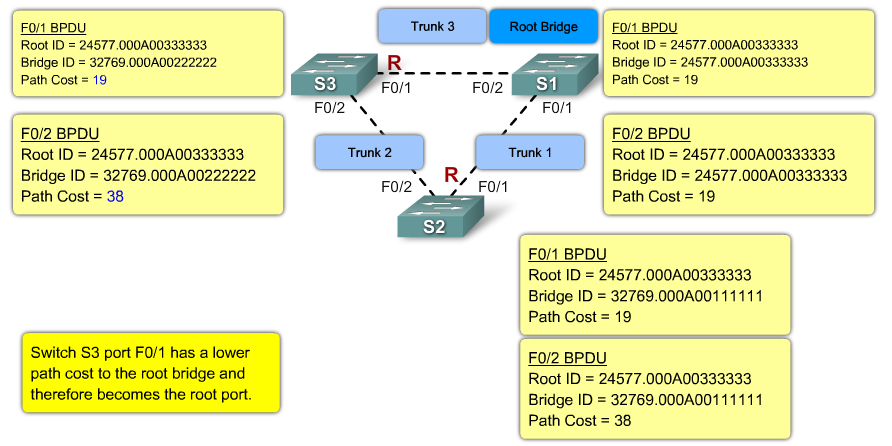 F0/1 BPDU
Root ID = 24577.000A00333333
Bridge ID = 32769.000A00222222
Path Cost = 19
F0/2 BPDU
Root ID = 24577.000A00333333
Bridge ID = 32769.000A00222222
Path Cost = 38
Trunk 3
Root Bridge
R
S3
F0/1
F0/2
S1
F0/2
F0/1
Trunk 2
Trunk 1
R
F0/2
F0/1
S2
F0/1 BPDU
Root ID = 24577.000A00333333
Bridge ID = 24577.000A00333333
Path Cost = 19
F0/2 BPDU
Root ID = 24577.000A00333333
Bridge ID = 24577.000A00333333
Path Cost = 19
F0/1 BPDU
Root ID = 24577.000A00333333
Bridge ID = 32769.000A00111111
Path Cost = 19
F0/2 BPDU
Root ID = 24577.000A00333333
Bridge ID = 32769.000A00111111
Path Cost = 38
Switch S3 port F0/1 has a lower
path cost to the root bridge and
therefore becomes the root port.